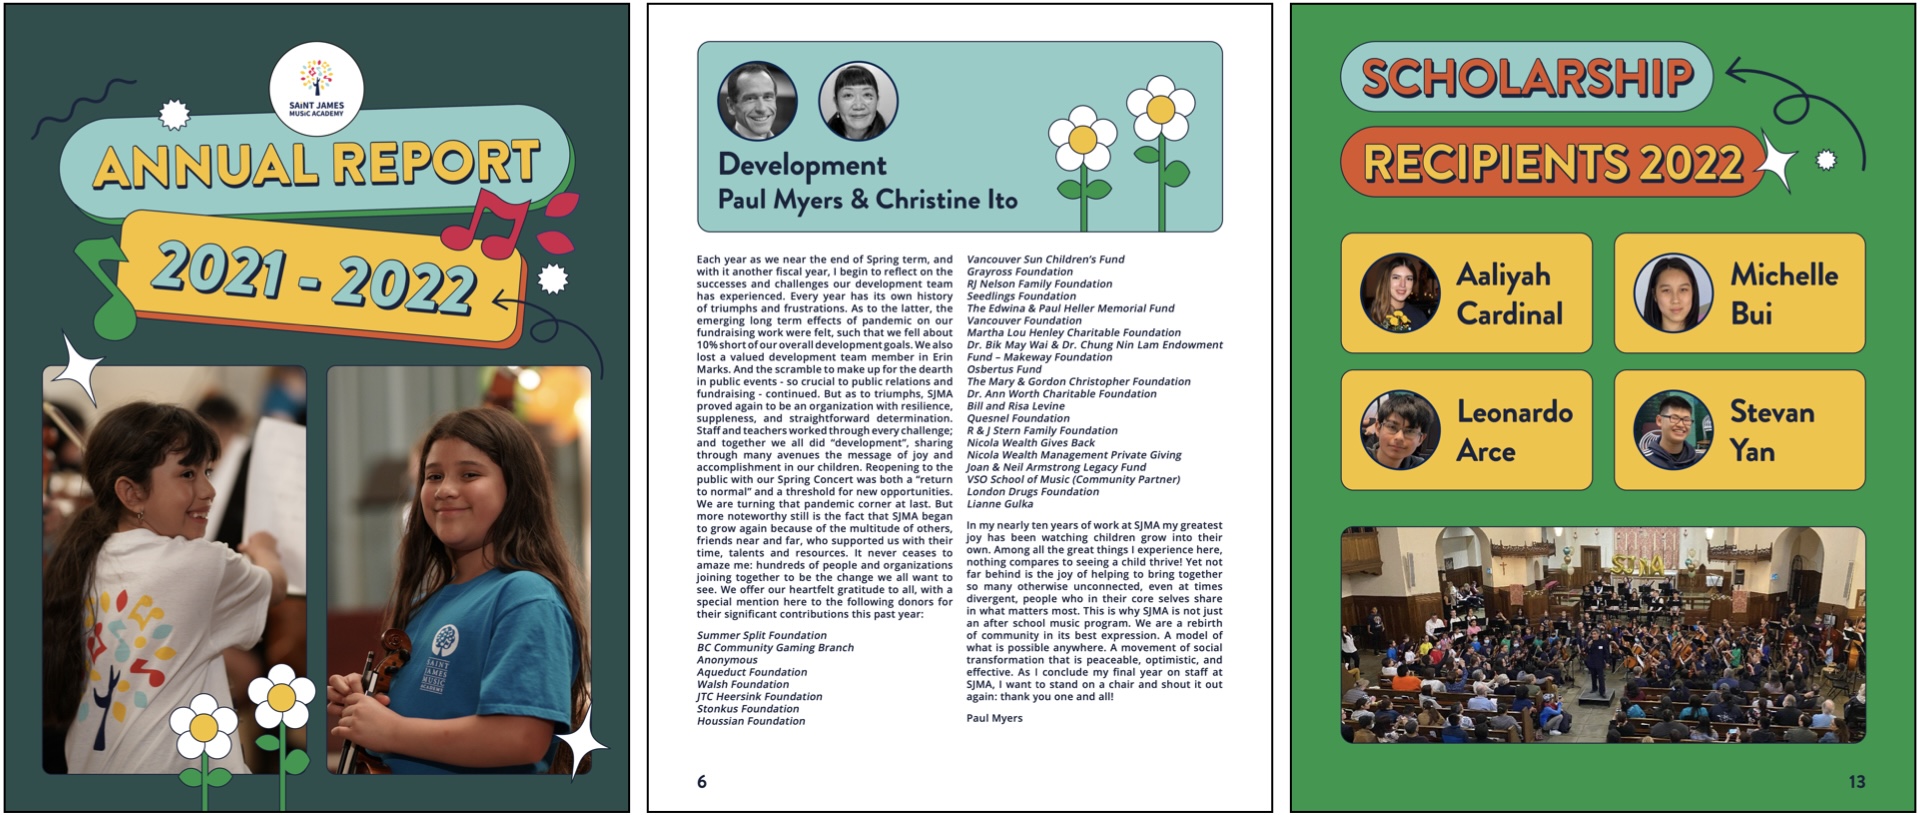 SAiNT JAMES
MUSIC ACADEMY
ANNUAL REPORT
2021 - 2022
SAINT
JAMES
MUSIC
ACADEMY
Development
Paul Myers & Christine Ito
Each year as we near the end of Spring term, and
with it another fiscal year, I begin to reflect on the
successes and challenges our development team
has experienced. Every year has its own history
of triumphs and frustrations. As to the latter, the
emerging long term effects of pandemic on our
fundraising work were felt, such that we fell about
10% short of our overall development goals. We also
lost a valued development team member in Erin
Marks. And the scramble to make up for the dearth
in public events - so crucial to public relations and
fundraising - continued. But as to triumphs, SJMA
proved again to be an organization with resilience,
suppleness, and straightforward determination.
Staff and teachers worked through every challenge;
and together we all did “development”, sharing
through many avenues the message of joy and
accomplishment in our children. Reopening to the
public with our Spring Concert was both a “return
to normal” and a threshold for new opportunities.
We are turning that pandemic corner at last. But
more noteworthy still is the fact that SJMA began
to grow again because of the multitude of others,
friends near and far, who supported us with their
time, talents and resources. It never ceases to
amaze me: hundreds of people and organizations
joining together to be the change we all want to
see. We offer our heartfelt gratitude to all, with a
special mention here to the following donors for
their significant contributions this past year:
Summer Split Foundation
BC Community Gaming Branch
Anonymous
Aqueduct Foundation
Walsh Foundation
JTC Heersink Foundation
Stonkus Foundation
Houssian Foundation
Vancouver Sun Children’s Fund
Grayross Foundation
RJ Nelson Family Foundation
Seedlings Foundation
The Edwina & Paul Heller Memorial Fund
Vancouver Foundation
Martha Lou Henley Charitable Foundation
Dr. Bik May Wai & Dr. Chung Nin Lam Endowment
Fund – Makeway Foundation
Osbertus Fund
The Mary & Gordon Christopher Foundation
Dr. Ann Worth Charitable Foundation
Bill and Risa Levine
Quesnel Foundation
R & J Stern Family Foundation
Nicola Wealth Gives Back
Nicola Wealth Management Private Giving
Joan & Neil Armstrong Legacy Fund
VSO School of Music (Community Partner)
London Drugs Foundation
Lianne Gulka
In my nearly ten years of work at SJMA my greatest
joy has been watching children grow into their
own. Among all the great things I experience here,
nothing compares to seeing a child thrive! Yet not
far behind is the joy of helping to bring together
so many otherwise unconnected, even at times
divergent, people who in their core selves share
in what matters most. This is why SJMA is not just
an after school music program. We are a rebirth
of community in its best expression. A model of
what is possible anywhere. A movement of social
transformation that is peaceable, optimistic, and
effective. As I conclude my final year on staff at
SJMA, I want to stand on a chair and shout it out
again: thank you one and all!
Paul Myers
6
SCHOLARSHIP
RECIPIENTS 2022
Aaliyah
Cardinal
Michelle
Bui
Leonardo
Arce
Stevan
Yan
SJMA
13